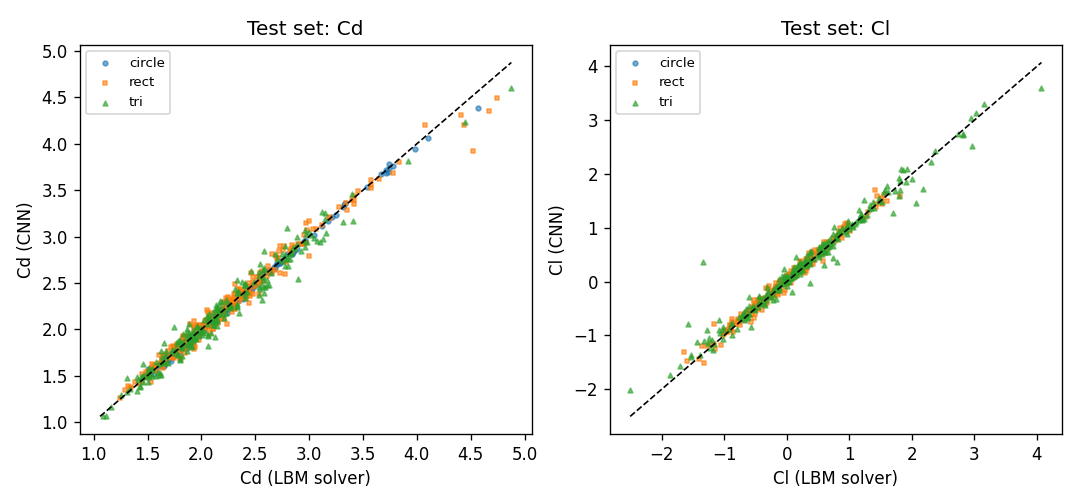 Test set: Cd
5.0
4.5
4.0
3.5
3.0
2.5
2.0
1.5
1.0
Cd (CNN)
circle
rect
tri
1.0 1.5 2.0 2.5 3.0 3.5 4.0 4.5 5.0
Cd (LBM solver)
Test set: Cl
4
3
2
1
0
−1
−2
Cl (CNN)
circle
rect
tri
−2 −1 0 1 2 3 4
Cl (LBM solver)